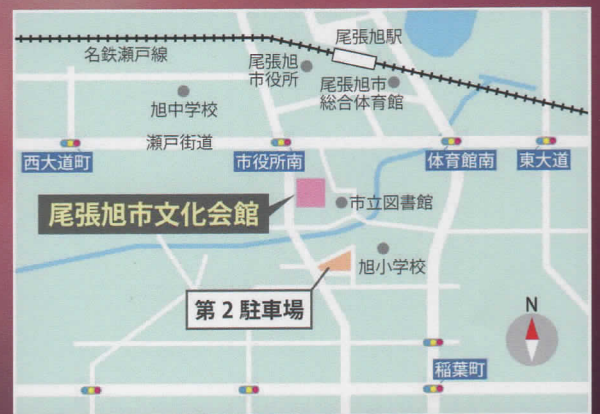 尾張旭駅
名鉄瀬戸線
尾張旭
市役所
尾張旭市
総合体育館
旭中学校
瀬戸街道
西大道町
市役所南
体育館南
東大道
尾張旭市文化会館
市立図書館
旭小学校
第2駐車場
N
稲葉町